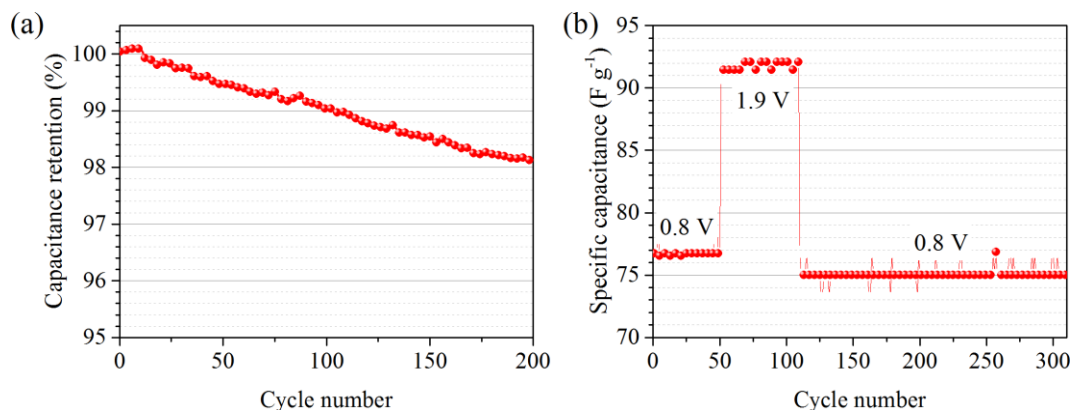 (a)
Capacitance retention (%)
100
99
98
97
96
95
0
50
100
150
200
Cycle number
(b)
Specific capacitance (F g⁻¹)
95
90
85
80
75
70
1.9 V
0.8 V
0.8 V
0
50
100
150
200
250
300
Cycle number